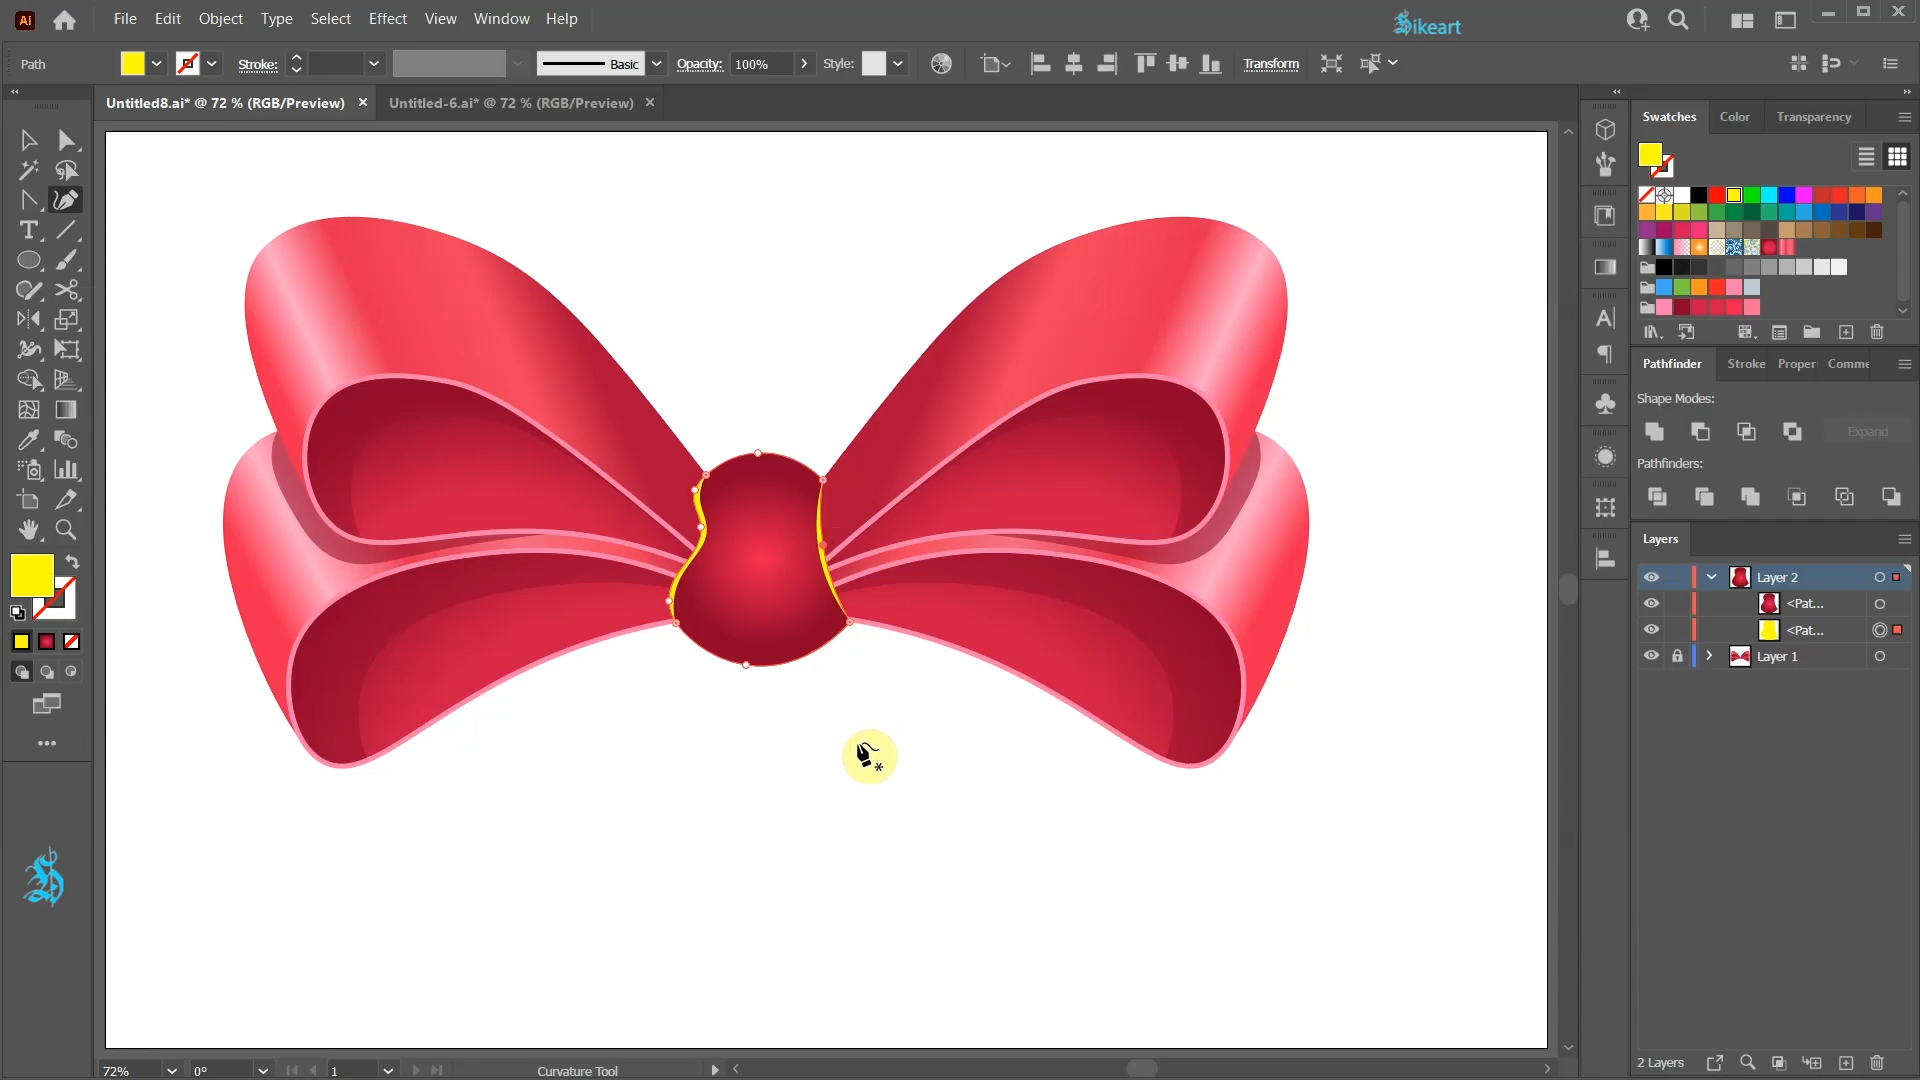 Ai File Edit Object Type Select Effect View Window Help Sikeart
Path Stroke: Basic Opacity: 100% Style: Transform
Untitled8.ai* @ 72 % (RGB/Preview) × Untitled-6.ai* @ 72 % (RGB/Preview) ×
Swatches Color Transparency
Pathfinder Stroke Proper Comme
Shape Modes:
Expand
Pathfinders:
Layers
Layer 2
<Pat...
<Pat...
Layer 1
2 Layers
72% 0° 1 Curvature Tool